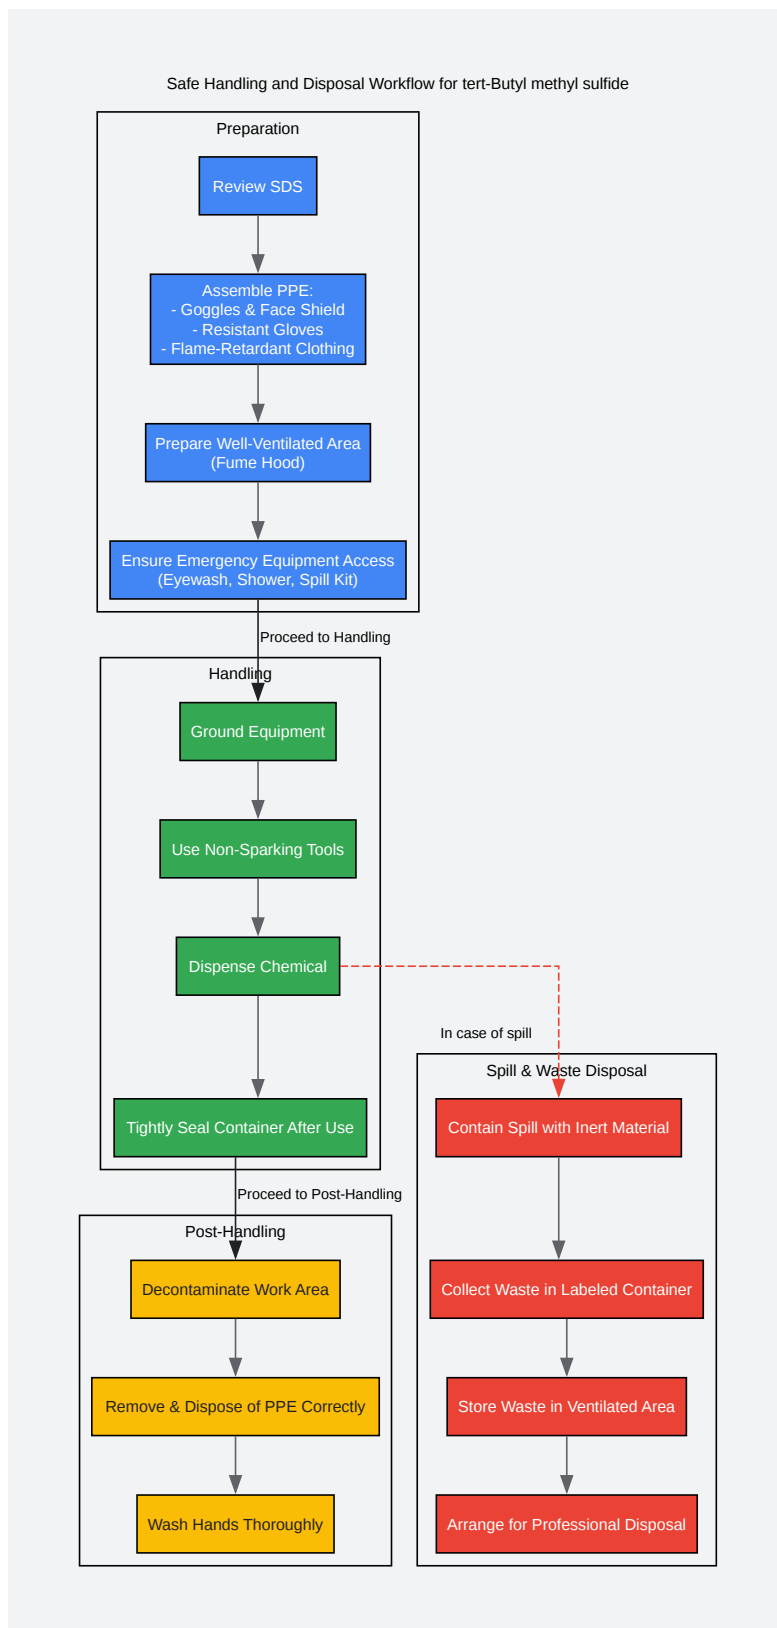 Safe Handling and Disposal Workflow for tert-Butyl methyl sulfide
Preparation
Review SDS
Assemble PPE:
- Goggles & Face Shield
- Resistant Gloves
- Flame-Retardant Clothing
Prepare Well-Ventilated Area
(Fume Hood)
Ensure Emergency Equipment Access
(Eyewash, Shower, Spill Kit)
Proceed to Handling
Handling
Ground Equipment
Use Non-Sparking Tools
Dispense Chemical
In case of spill
Tightly Seal Container After Use
Proceed to Post-Handling
Post-Handling
Decontaminate Work Area
Remove & Dispose of PPE Correctly
Wash Hands Thoroughly
Spill & Waste Disposal
Contain Spill with Inert Material
Collect Waste in Labeled Container
Store Waste in Ventilated Area
Arrange for Professional Disposal